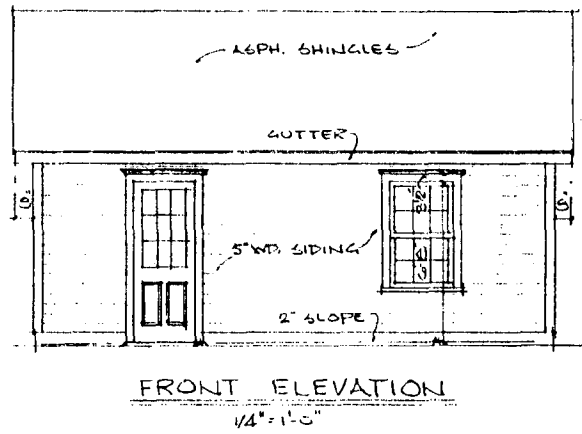 ASPH. SHINGLES
GUTTER
5" WD. SIDING
2" SLOPE
FRONT ELEVATION
1/4" = 1'-0"